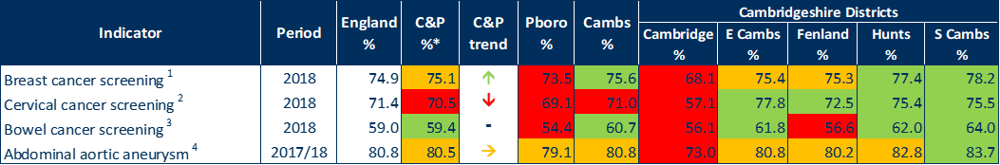 Indicator Period England % C&P %* C&P trend Pboro % Cambs % Cambridgeshire Districts
Cambridge % E Cambs % Fenland % Hunts % S Cambs %
Breast cancer screening 1 2018 74.9 75.1 ↑ 73.5 75.6 68.1 75.4 75.3 77.4 78.2
Cervical cancer screening 2 2018 71.4 70.5 ↓ 69.1 71.0 57.1 77.8 72.5 75.4 75.5
Bowel cancer screening 3 2018 59.0 59.4 - 54.4 60.7 56.1 61.8 56.6 62.0 64.0
Abdominal aortic aneurysm 4 2017/18 80.8 80.5 → 79.1 80.8 73.0 80.8 80.2 82.8 83.7